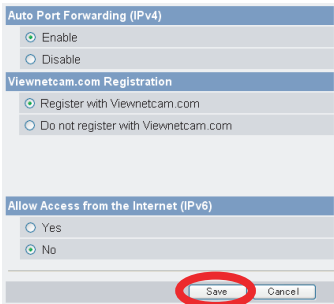 Auto Port Forwarding (IPv4)
Enable
Disable
Viewnetcam.com Registration
Register with Viewnetcam.com
Do not register with Viewnetcam.com
Allow Access from the Internet (IPv6)
Yes
No
Save Cancel